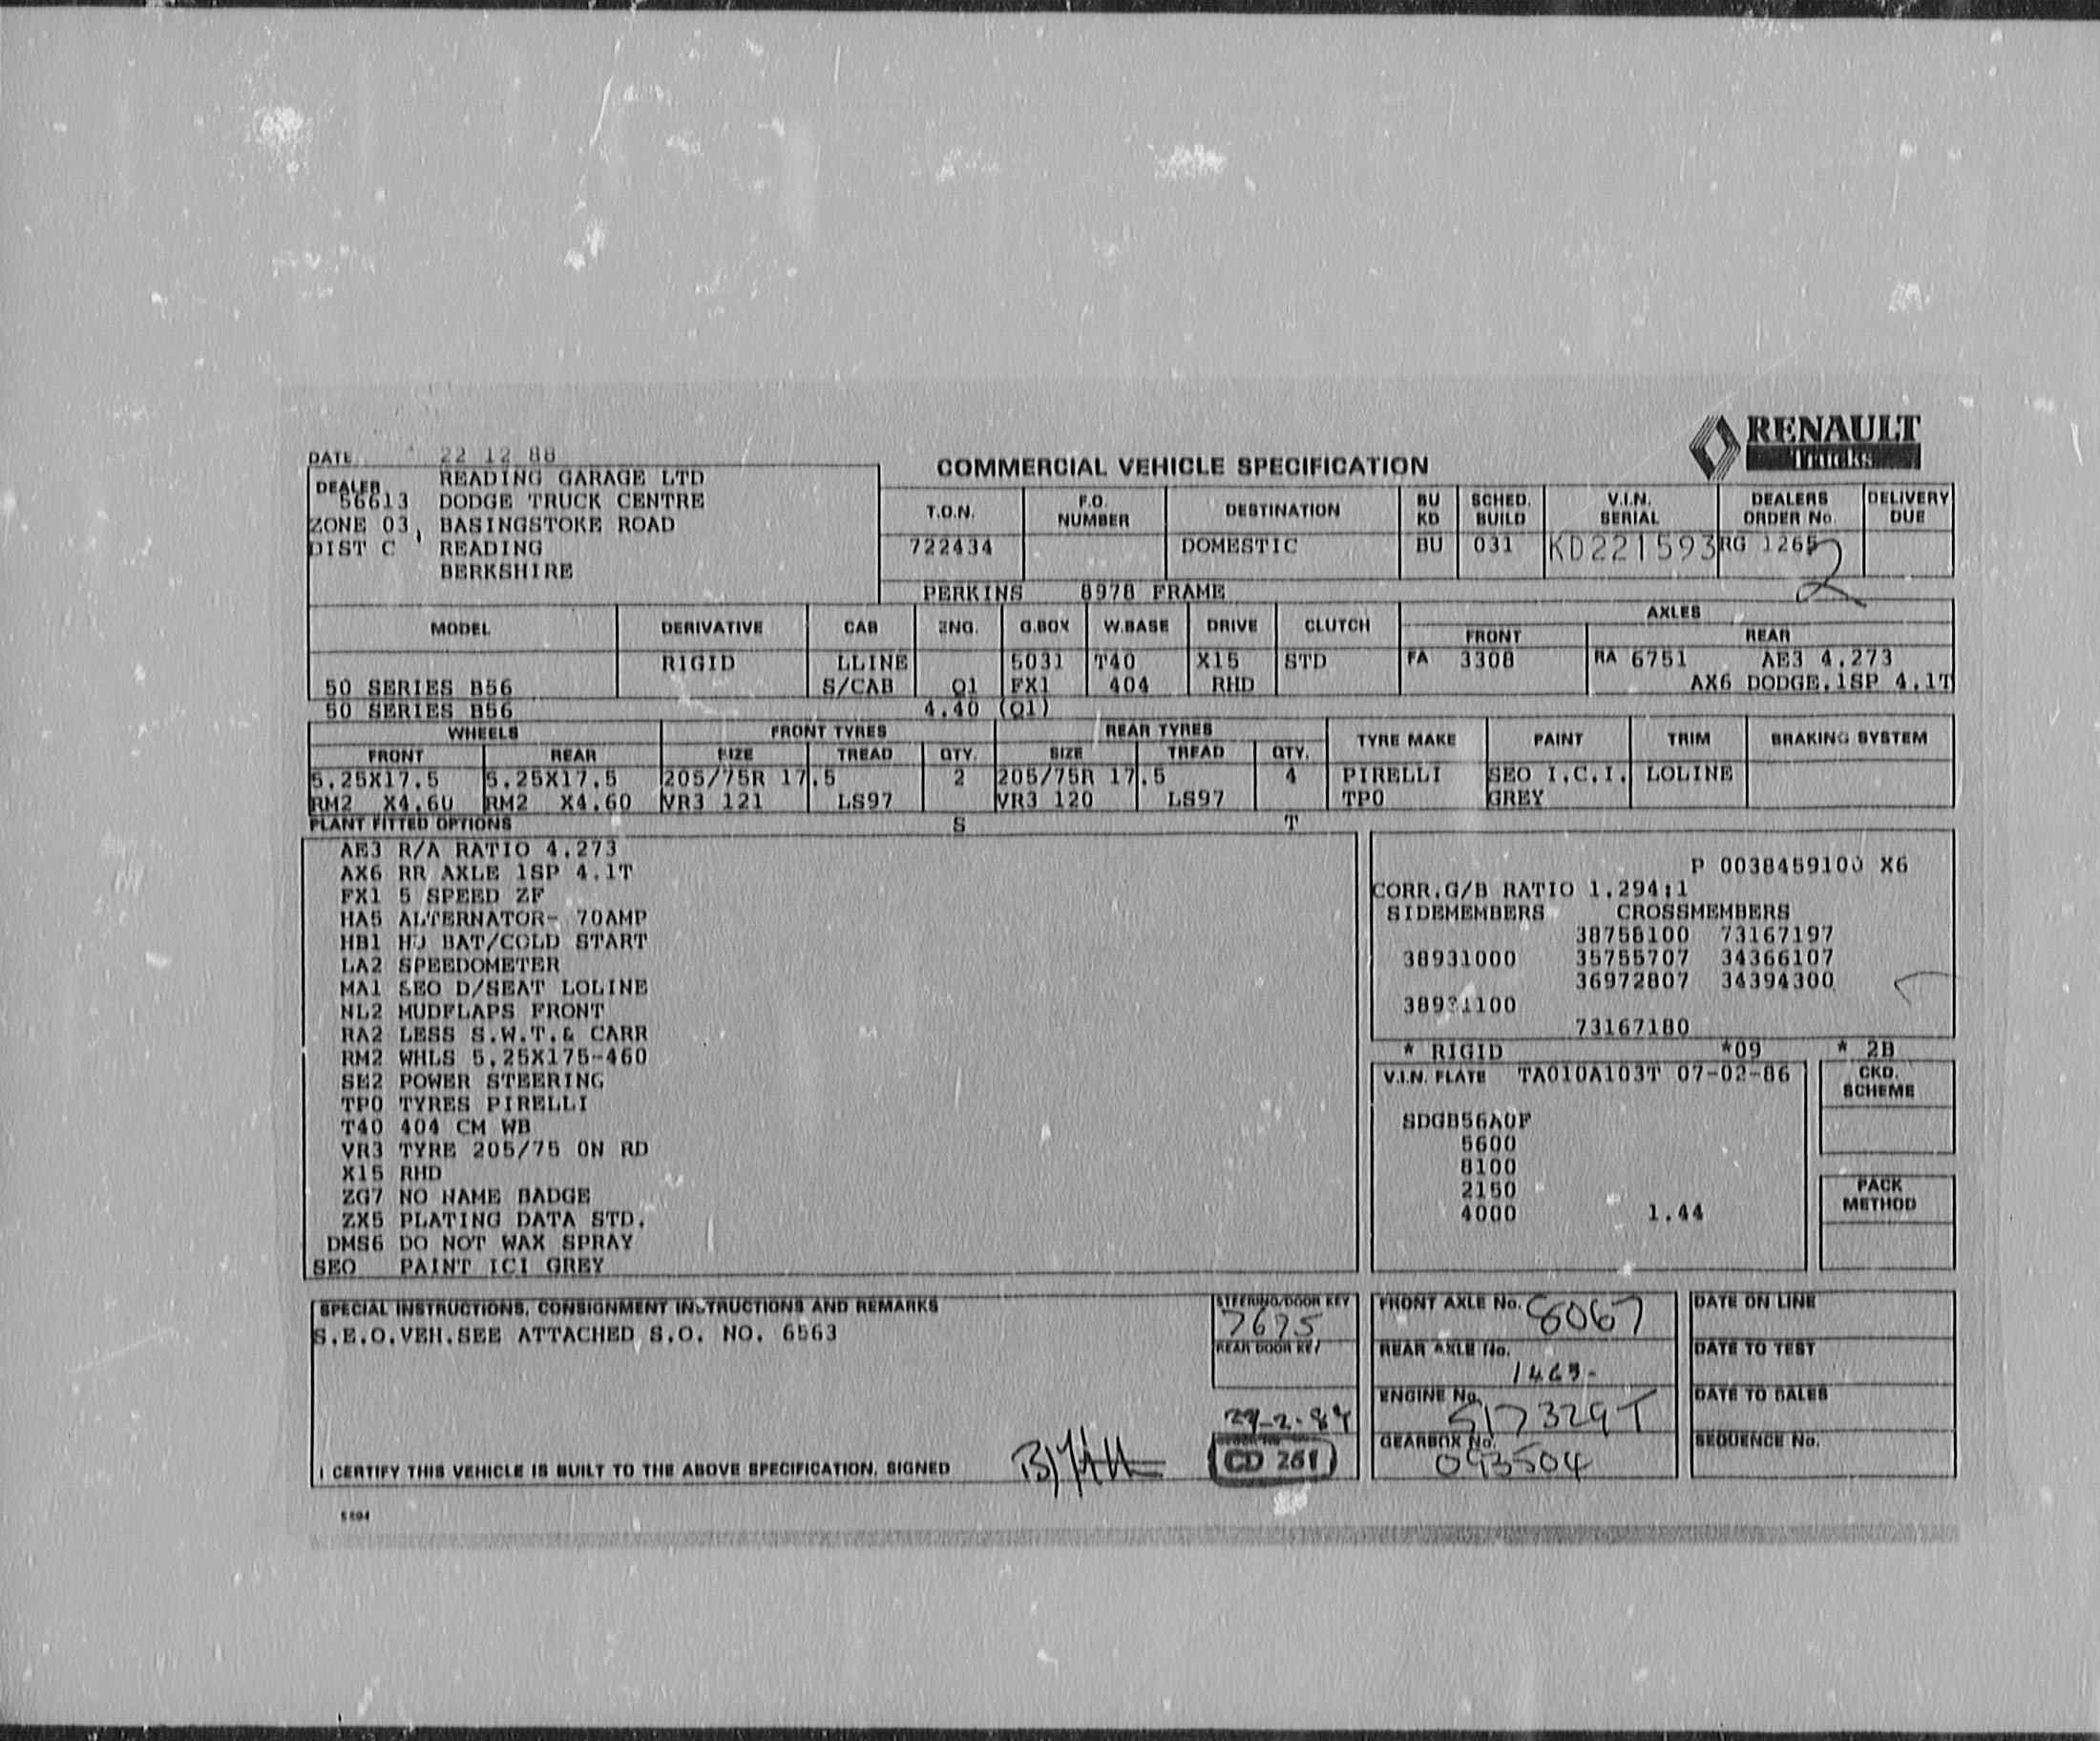 RENAULT
Trucks
DATE 22 12 88
COMMERCIAL VEHICLE SPECIFICATION
DEALER READING GARAGE LTD
56613 DODGE TRUCK CENTRE
ZONE 03, BASINGSTOKE ROAD
DIST C READING
BERKSHIRE
T.O.N. F.O. NUMBER DESTINATION BU KD SCHED. BUILD V.I.N. SERIAL DEALERS ORDER No. DELIVERY DUE
722434 DOMESTIC BU 031 KD221593 RG 1265
2
PERKINS 8978 FRAME
MODEL DERIVATIVE CAB ENG. G.BOX W.BASE DRIVE CLUTCH AXLES
FRONT REAR
RIGID LLINE 5031 T40 X15 STD FA 3308 RA 6751 AE3 4.273
50 SERIES B56 S/CAB Q1 FX1 404 RHD AX6 DODGE.1SP 4.1T
50 SERIES B56 4.40 (Q1)
WHEELS FRONT TYRES REAR TYRES TYRE MAKE PAINT TRIM BRAKING SYSTEM
FRONT REAR SIZE TREAD QTY. SIZE TREAD QTY.
5.25X17.5 5.25X17.5 205/75R 17.5 2 205/75R 17.5 4 PIRELLI SEO I.C.I. LOLINE
RM2 X4.60 RM2 X4.60 VR3 121 LS97 VR3 120 LS97 TP0 GREY
PLANT FITTED OPTIONS S T
AE3 R/A RATIO 4.273
AX6 RR AXLE 1SP 4.1T
FX1 5 SPEED ZF
HA5 ALTERNATOR- 70AMP
HB1 HD BAT/COLD START
LA2 SPEEDOMETER
MA1 SEO D/SEAT LOLINE
NL2 MUDFLAPS FRONT
RA2 LESS S.W.T.& CARR
RM2 WHLS 5.25X175-460
SE2 POWER STEERING
TP0 TYRES PIRELLI
T40 404 CM WB
VR3 TYRE 205/75 ON RD
X15 RHD
ZG7 NO NAME BADGE
ZX5 PLATING DATA STD.
DMS6 DO NOT WAX SPRAY
SEO PAINT ICI GREY
P 0038459100 X6
CORR.G/B RATIO 1.294:1
SIDEMEMBERS CROSSMEMBERS
38758100 73167197
38931000 35755707 34366107
36972807 34394300
38931100
73167180
* RIGID *09 * 2B
V.I.N. PLATE TA010A103T 07-02-86
CKD. SCHEME
SDGB56A0F
5600
8100
2150
4000 1.44
PACK METHOD
SPECIAL INSTRUCTIONS, CONSIGNMENT INSTRUCTIONS AND REMARKS
S.E.O.VEH.SEE ATTACHED S.O. NO. 6563
I CERTIFY THIS VEHICLE IS BUILT TO THE ABOVE SPECIFICATION. SIGNED
STEERING/DOOR KEY
7675
REAR DOOR KEY
CD 261
FRONT AXLE No. 8067
REAR AXLE No.
1463-
ENGINE No.
517329T
GEARBOX No.
093504
DATE ON LINE
DATE TO TEST
DATE TO SALES
SEQUENCE No.